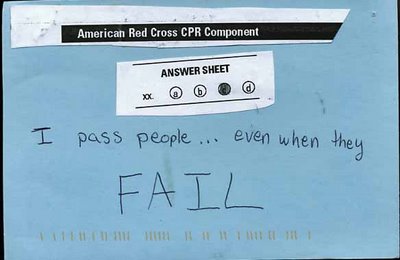 American Red Cross CPR Component
ANSWER SHEET
xx. a b c d
I pass people... even when they
FAIL